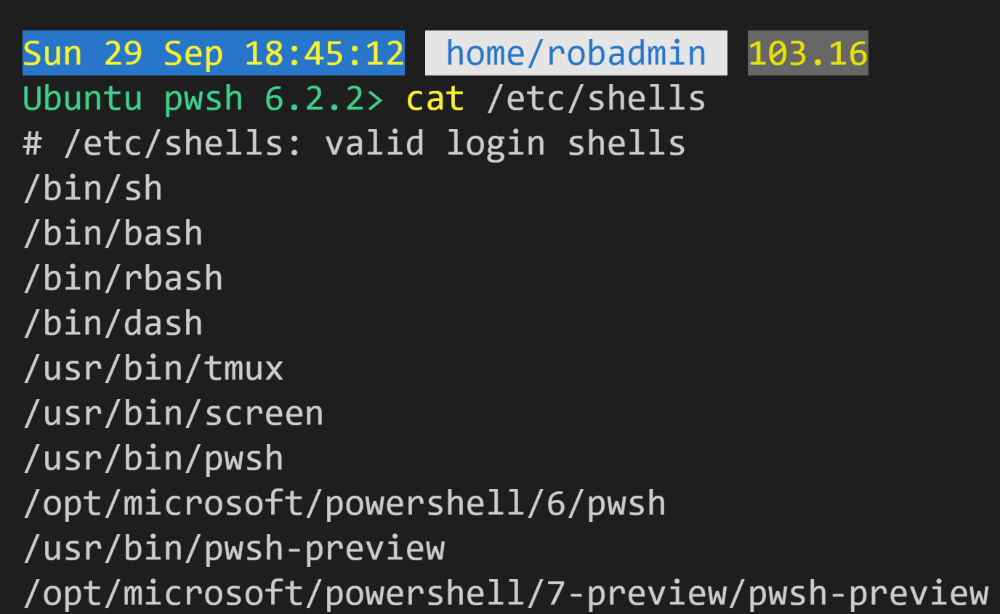 Sun 29 Sep 18:45:12 home/robadmin 103.16
Ubuntu pwsh 6.2.2> cat /etc/shells
# /etc/shells: valid login shells
/bin/sh
/bin/bash
/bin/rbash
/bin/dash
/usr/bin/tmux
/usr/bin/screen
/usr/bin/pwsh
/opt/microsoft/powershell/6/pwsh
/usr/bin/pwsh-preview
/opt/microsoft/powershell/7-preview/pwsh-preview